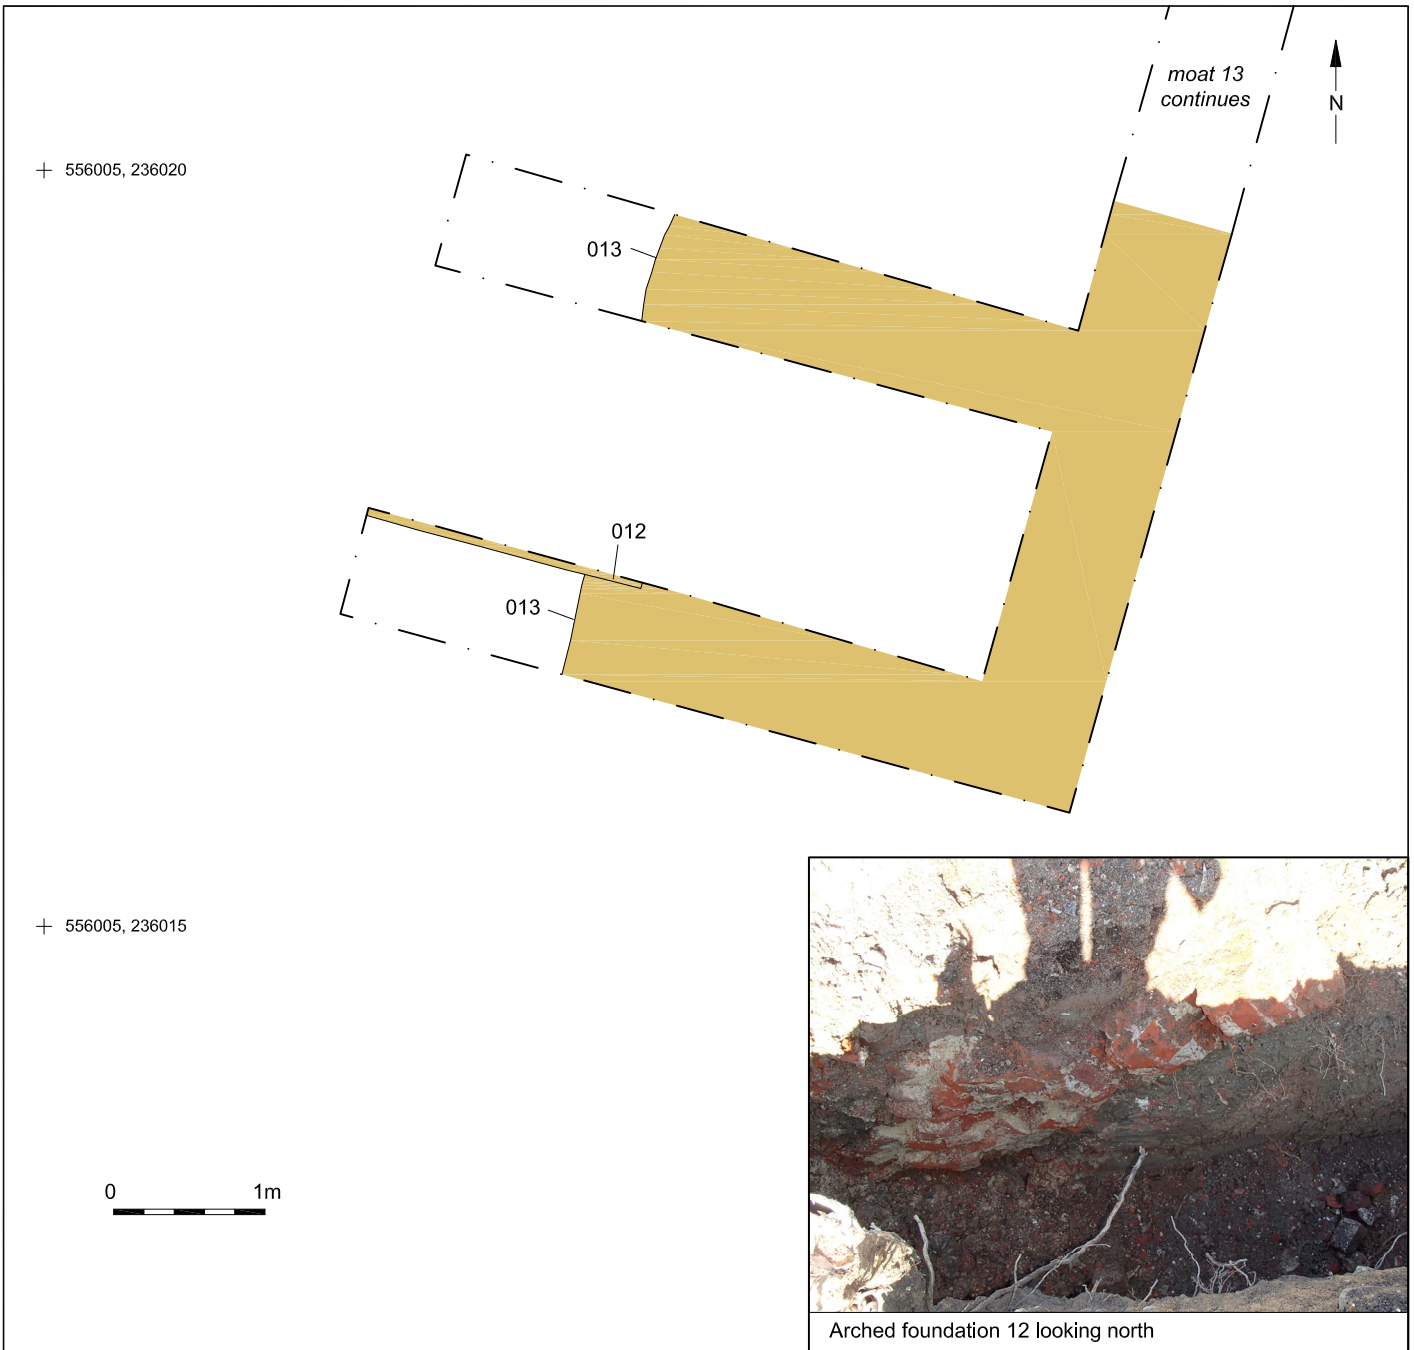 moat 13
continues
N
556005, 236020
013
012
013
556005, 236015
0 1m
Arched foundation 12 looking north